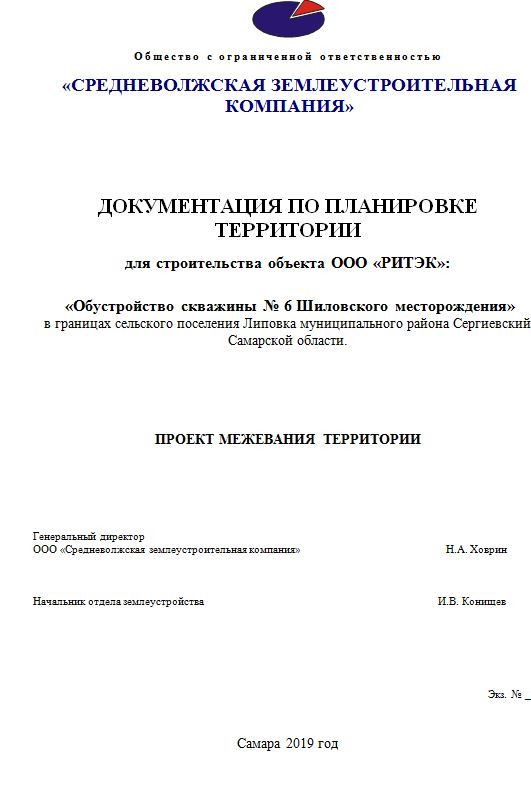 Общество с ограниченной ответственностью
«СРЕДНЕВОЛЖСКАЯ ЗЕМЛЕУСТРОИТЕЛЬНАЯ
КОМПАНИЯ»
ДОКУМЕНТАЦИЯ ПО ПЛАНИРОВКЕ
ТЕРРИТОРИИ
для строительства объекта ООО «РИТЭК»:
«Обустройство скважины № 6 Шиловского месторождения»
в границах сельского поселения Липовка муниципального района Сергиевский
Самарской области.
ПРОЕКТ МЕЖЕВАНИЯ ТЕРРИТОРИИ
Генеральный директор
ООО «Средневолжская землеустроительная компания» Н.А. Ховрин
Начальник отдела землеустройства И.В. Конищев
Экз. № _
Самара 2019 год